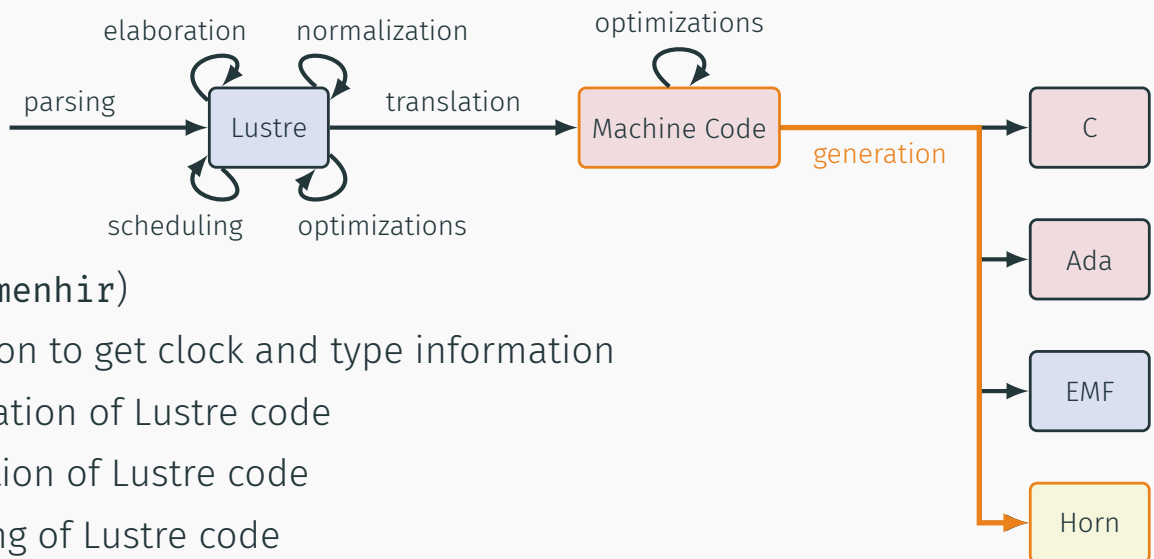 elaboration normalization
optimizations
parsing
translation
Lustre
Machine Code
C
generation
scheduling optimizations
Ada
menhir)
on to get clock and type information
EMF
ation of Lustre code
tion of Lustre code
Horn
ng of Lustre code